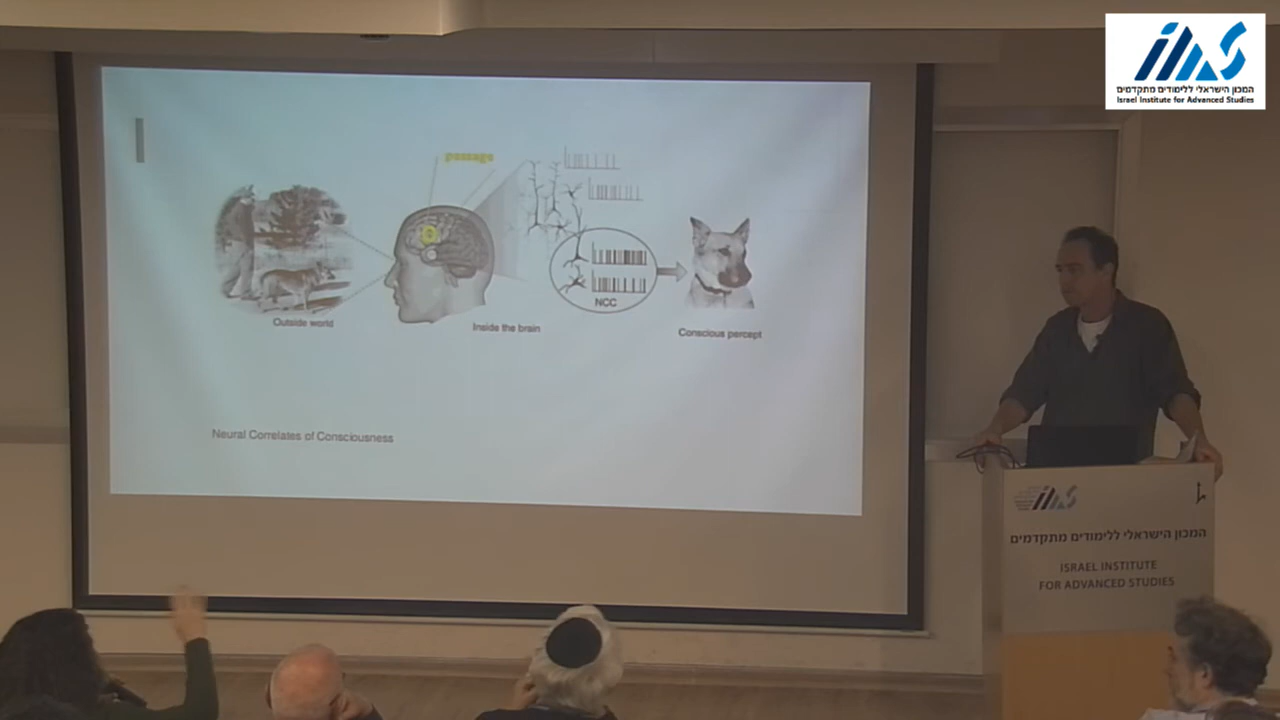 המכון הישראלי ללימודים מתקדמים
Israel Institute for Advanced Studies
passage
NCC
Outside world
Inside the brain
Conscious percept
Neural Correlates of Consciousness
המכון הישראלי ללימודים מתקדמים
ISRAEL INSTITUTE
FOR ADVANCED STUDIES